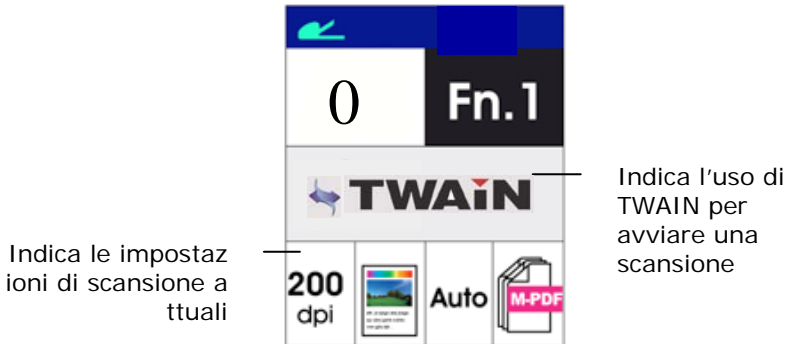 0 Fn.1
TWAiN
Indica l'uso di
TWAIN per
avviare una
scansione
Indica le impostaz
ioni di scansione a
ttuali
200
dpi
Auto
M-PDF